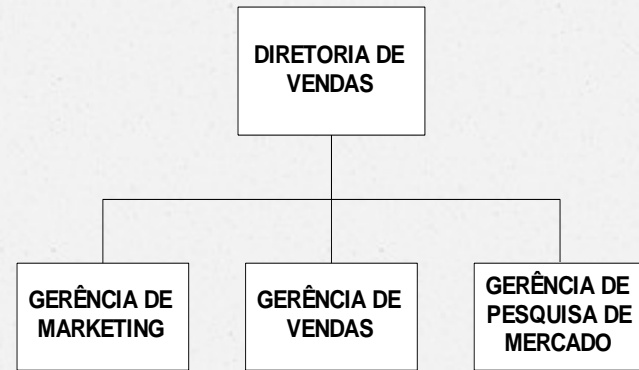 DIRETORIA DE
VENDAS
GERÊNCIA DE
MARKETING
GERÊNCIA DE
VENDAS
GERÊNCIA DE
PESQUISA DE
MERCADO